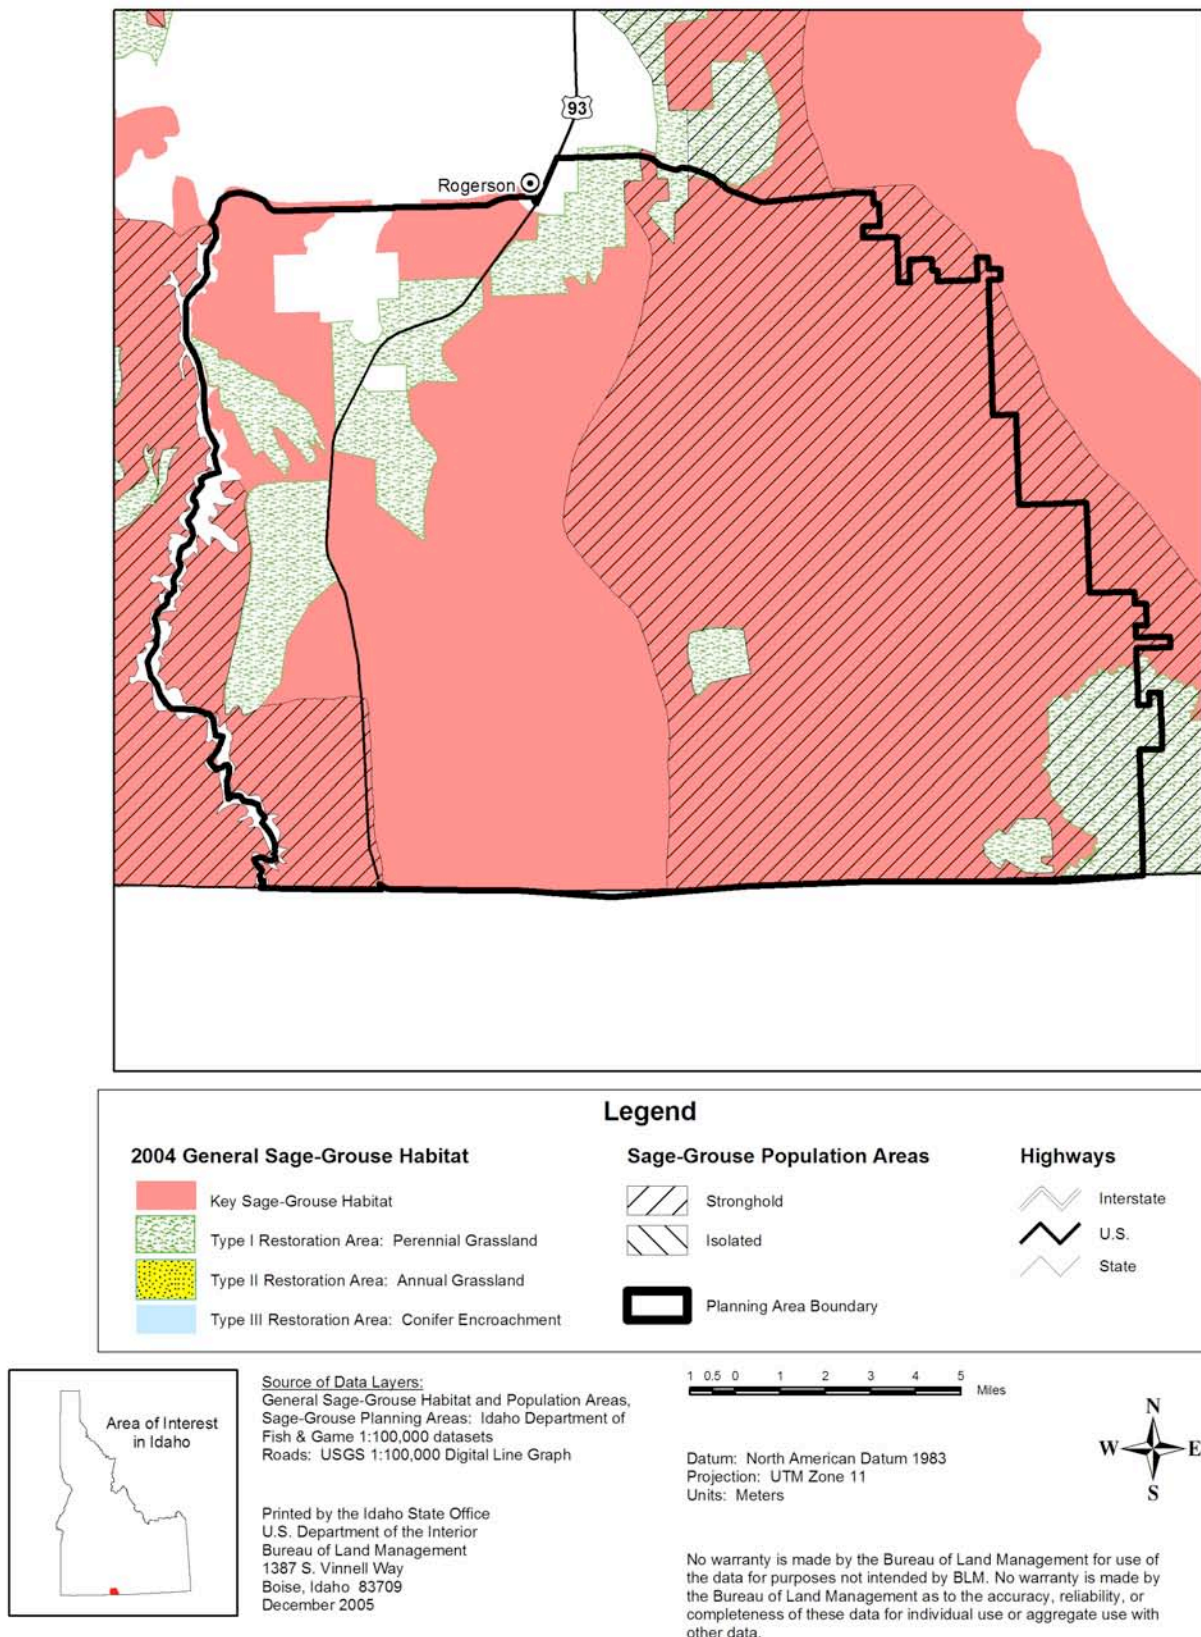 93
Rogerson
Legend
2004 General Sage-Grouse Habitat
Key Sage-Grouse Habitat
Type I Restoration Area: Perennial Grassland
Type II Restoration Area: Annual Grassland
Type III Restoration Area: Conifer Encroachment
Sage-Grouse Population Areas
Stronghold
Isolated
Planning Area Boundary
Highways
Interstate
U.S.
State
Area of Interest
in Idaho
Source of Data Layers:
General Sage-Grouse Habitat and Population Areas,
Sage-Grouse Planning Areas: Idaho Department of
Fish & Game 1:100,000 datasets
Roads: USGS 1:100,000 Digital Line Graph
Printed by the Idaho State Office
U.S. Department of the Interior
Bureau of Land Management
1387 S. Vinnell Way
Boise, Idaho 83709
December 2005
1 0.5 0 1 2 3 4 5
Miles
Datum: North American Datum 1983
Projection: UTM Zone 11
Units: Meters
N
W E
S
No warranty is made by the Bureau of Land Management for use of
the data for purposes not intended by BLM. No warranty is made by
the Bureau of Land Management as to the accuracy, reliability, or
completeness of these data for individual use or aggregate use with
other data.